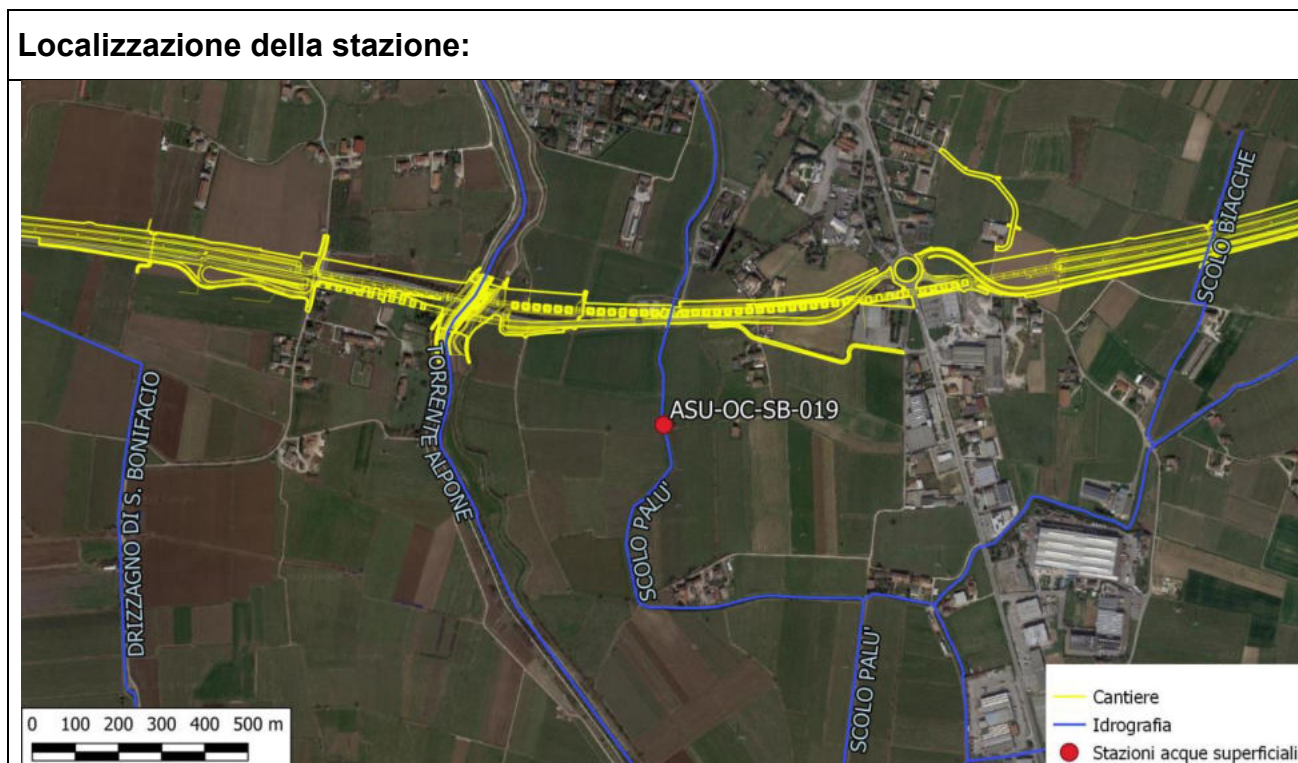 Localizzazione della stazione:
SCOLO BIACCHE
ASU-OC-SB-019
TORRENTE ALPONE
DRIZZAGNO DI S. BONIFACIO
SCOLO PALU'
SCOLO PALU'
0 100 200 300 400 500 m
Cantiere
Idrografia
Stazioni acque superficiali